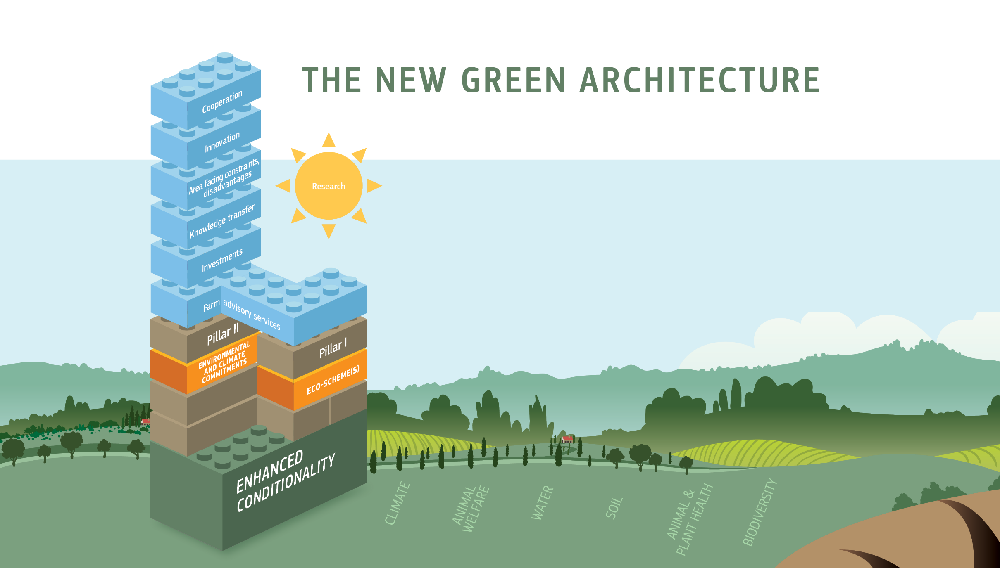 THE NEW GREEN ARCHITECTURE
Cooperation
Innovation
Area facing constraints,
disadvantages
Knowledge transfer
Investments
Farm advisory services
Research
Pillar II
ENVIRONMENTAL
AND CLIMATE
COMMITMENTS
Pillar I
ECO-SCHEME(S)
ENHANCED
CONDITIONALITY
CLIMATE
ANIMAL
WELFARE
WATER
SOIL
ANIMAL &
PLANT HEALTH
BIODIVERSITY